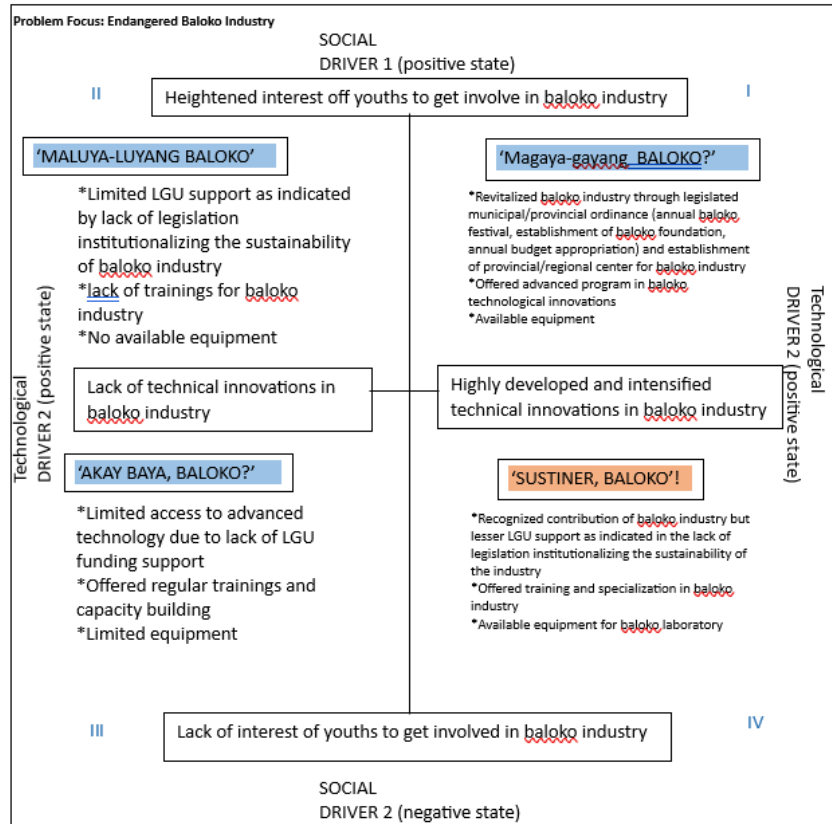 Problem Focus: Endangered Baloko Industry
SOCIAL
DRIVER 1 (positive state)
II
I
Heightened interest off youths to get involve in baloko industry
‘MALUYA-LUYANG BALOKO’
*Limited LGU support as indicated
by lack of legislation
institutionalizing the sustainability
of baloko industry
*lack of trainings for baloko
industry
*No available equipment
‘Magaya-gayang BALOKO?’
*Revitalized baloko industry through legislated
municipal/provincial ordinance (annual baloko
festival, establishment of baloko foundation,
annual budget appropriation) and establishment
of provincial/regional center for baloko industry
*Offered advanced program in baloko
technological innovations
*Available equipment
Technological
DRIVER 2 (positive state)
Lack of technical innovations in
baloko industry
Highly developed and intensified
technical innovations in baloko industry
Technological
DRIVER 2 (positive state)
‘AKAY BAYA, BALOKO?’
*Limited access to advanced
technology due to lack of LGU
funding support
*Offered regular trainings and
capacity building
*Limited equipment
‘SUSTINER, BALOKO’!
*Recognized contribution of baloko industry but
lesser LGU support as indicated in the lack of
legislation institutionalizing the sustainability of
the industry
*Offered training and specialization in baloko
industry
*Available equipment for baloko laboratory
III
IV
Lack of interest of youths to get involved in baloko industry
SOCIAL
DRIVER 2 (negative state)